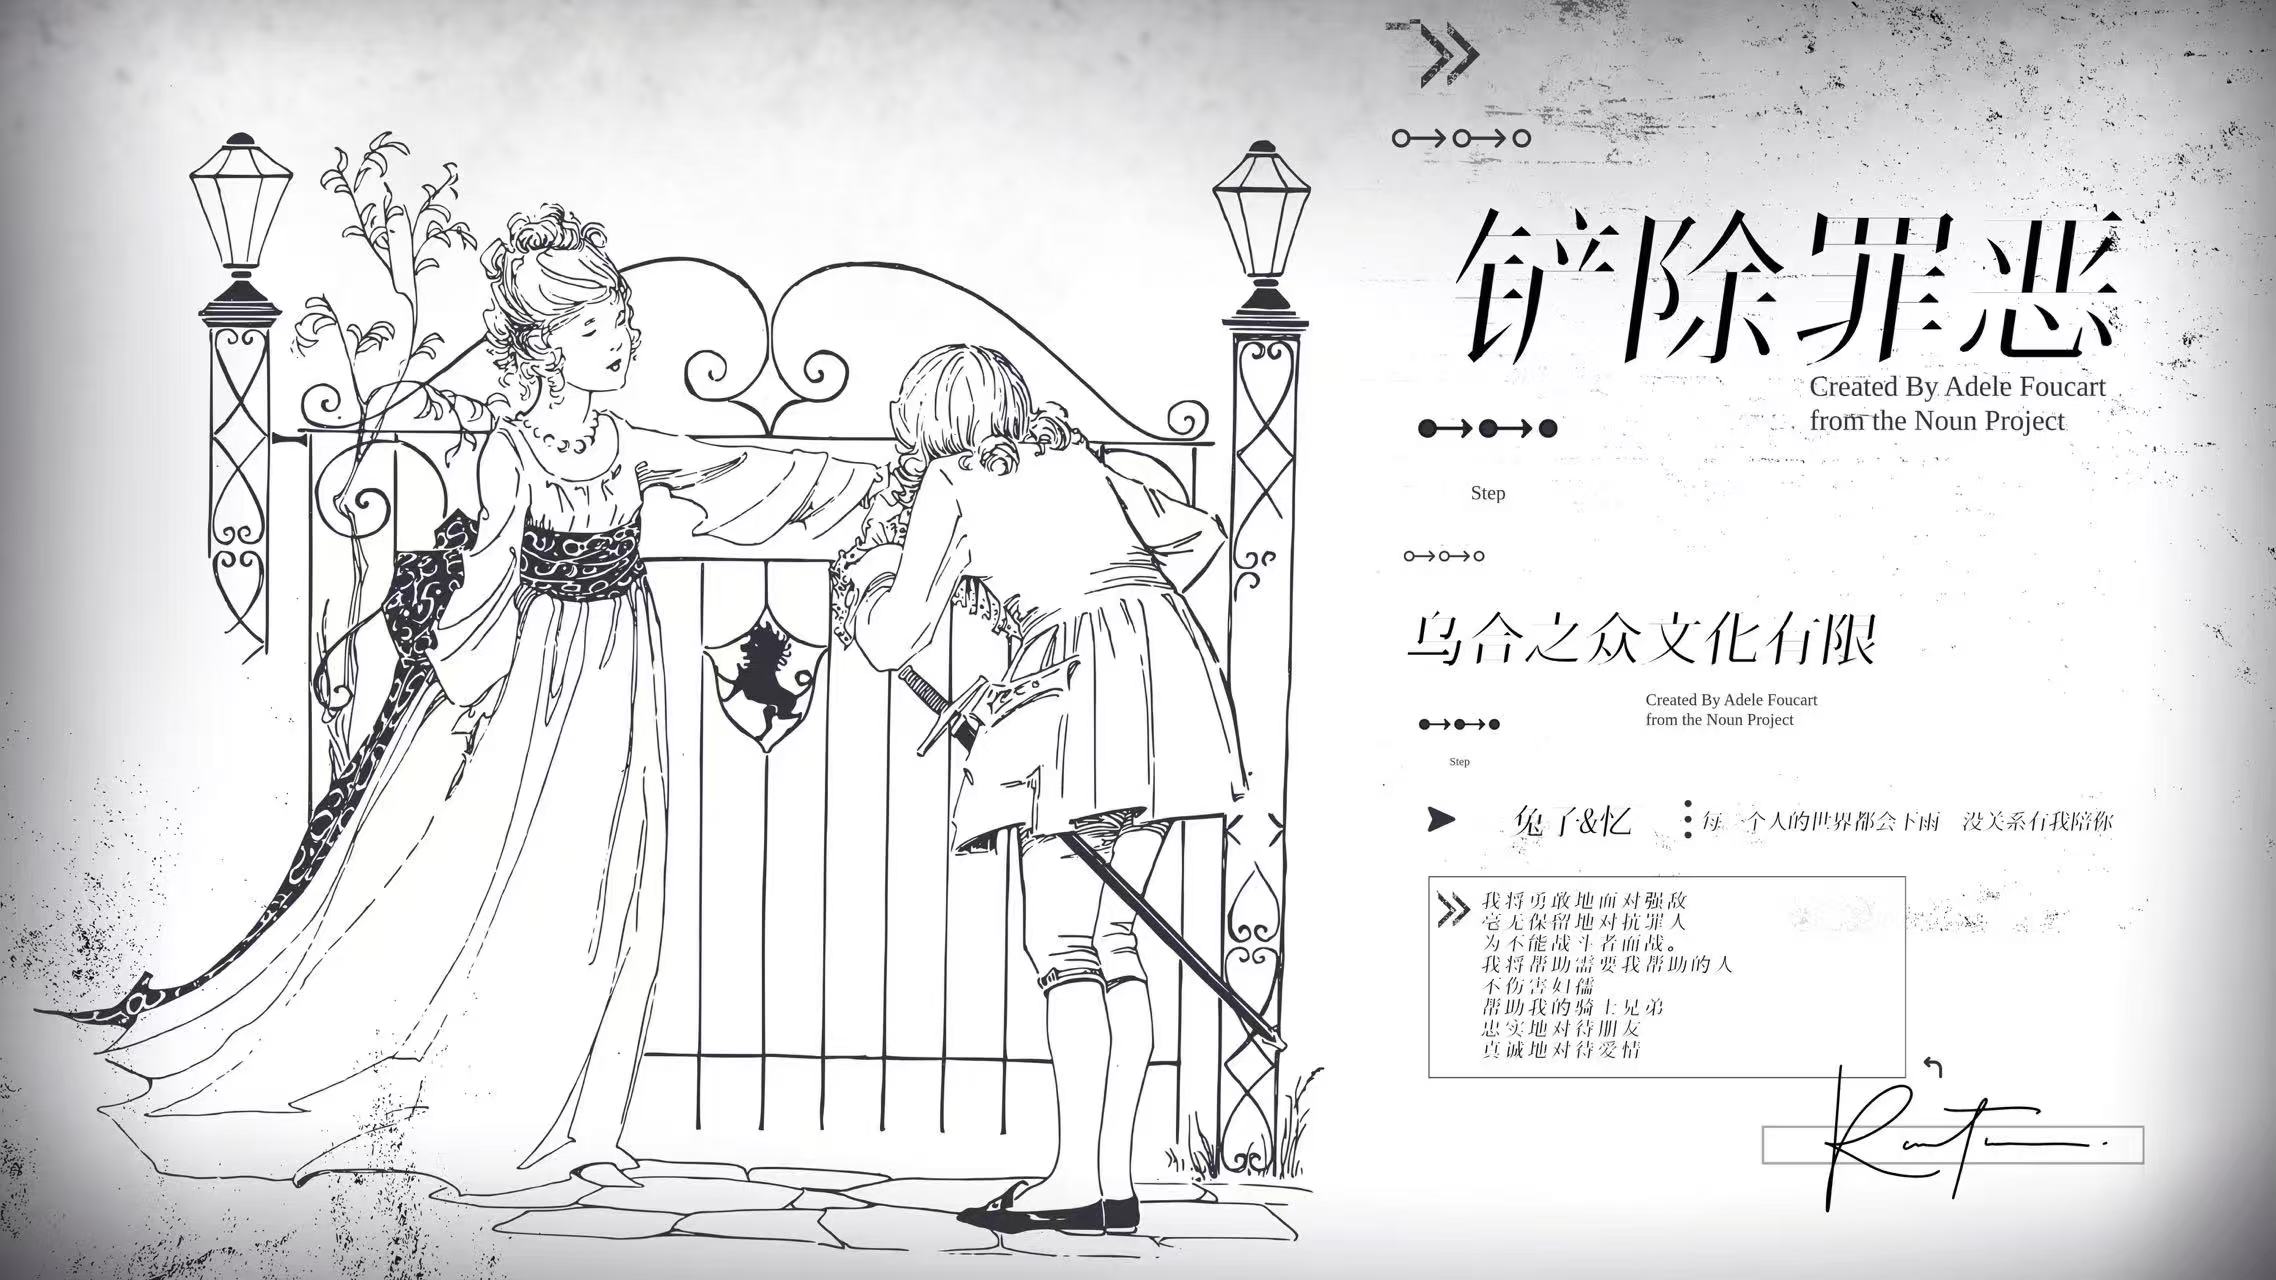 铲除罪恶
Created By Adele Foucart
from the Noun Project
Step
乌合之众文化有限
Created By Adele Foucart
from the Noun Project
Step
兔子&忆
每一个人的世界都会下雨 没关系有我陪你
我将勇敢地面对强敌
毫无保留地对抗罪人
为不能战斗者而战。
我将帮助需要我帮助的人
不伤害妇孺
帮助我的骑士兄弟
忠实地对待朋友
真诚地对待爱情